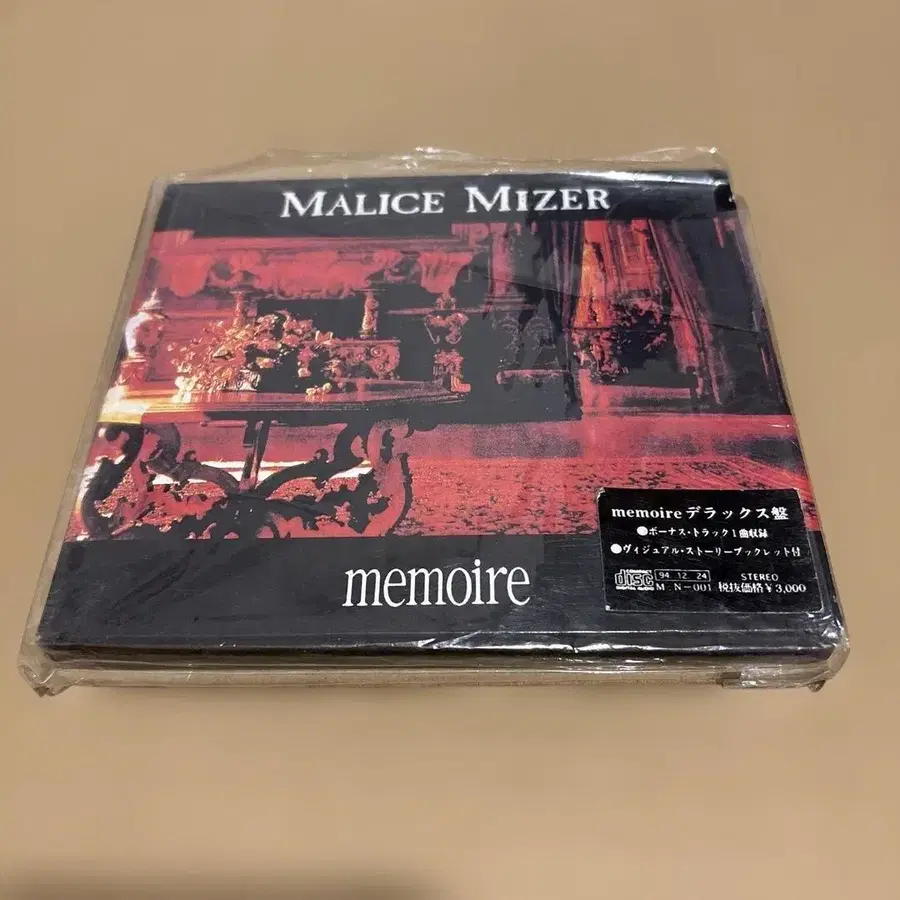 MALICE MIZER
memoire
memoireデラックス盤
●ボーナス・トラック1曲収録
●ヴィジュアル・ストーリーブックレット付
COMPACT disc DIGITAL AUDIO
94 12 24
STEREO
M.N-001 税抜価格¥3,000